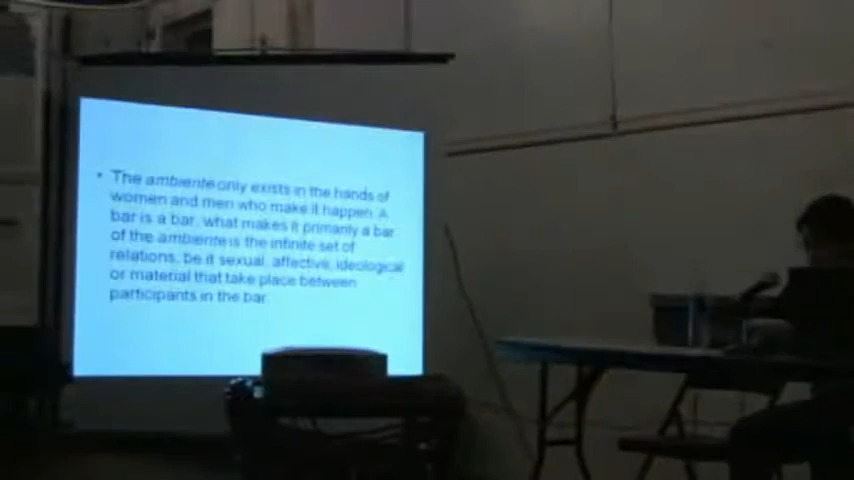 • The ambiente only exists in the hands of
women and men who make it happen. A
bar is a bar, what makes it primarily a bar
of the ambiente is the infinite set of
relations, be it sexual, affective, ideological
or material that take place between
participants in the bar.